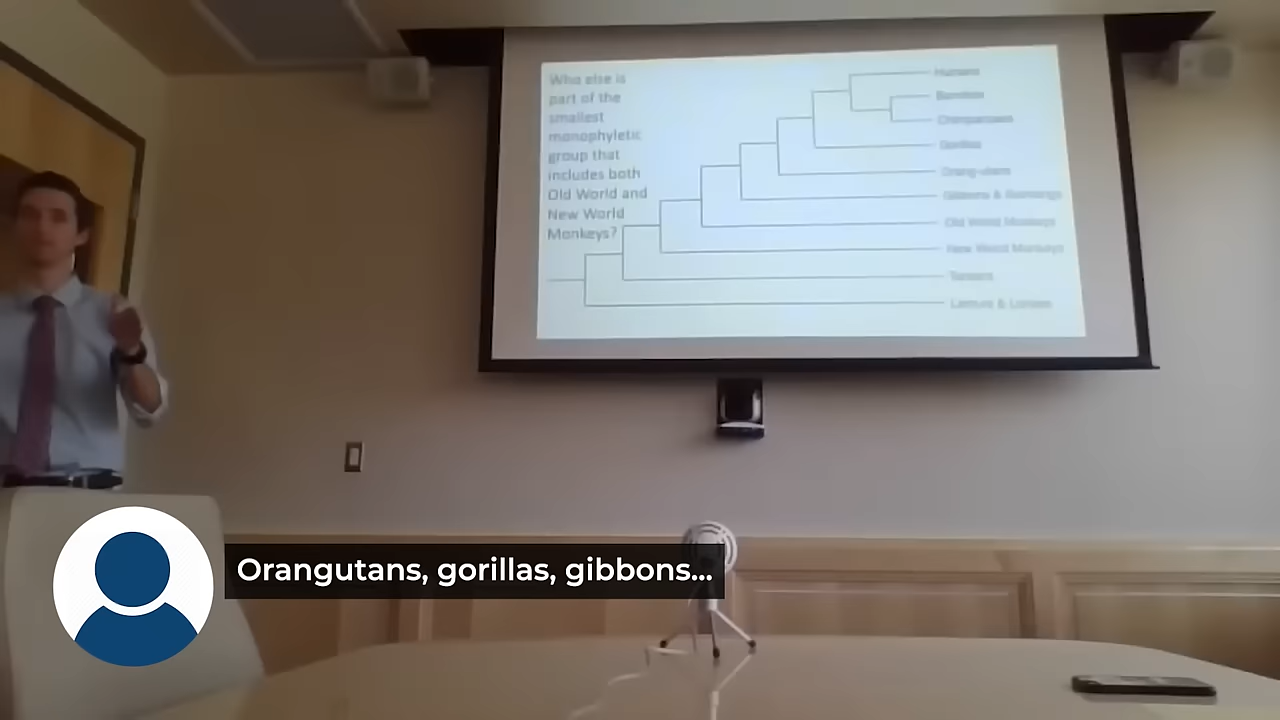 Who else is
part of the
smallest
monophyletic
group that
includes both
Old World and
New World
Monkeys?
Humans
Bonobos
Chimpanzees
Gorillas
Orang-utans
Gibbons & Siamangs
Old World Monkeys
New World Monkeys
Tarsiers
Lemurs & Lorises
Orangutans, gorillas, gibbons...